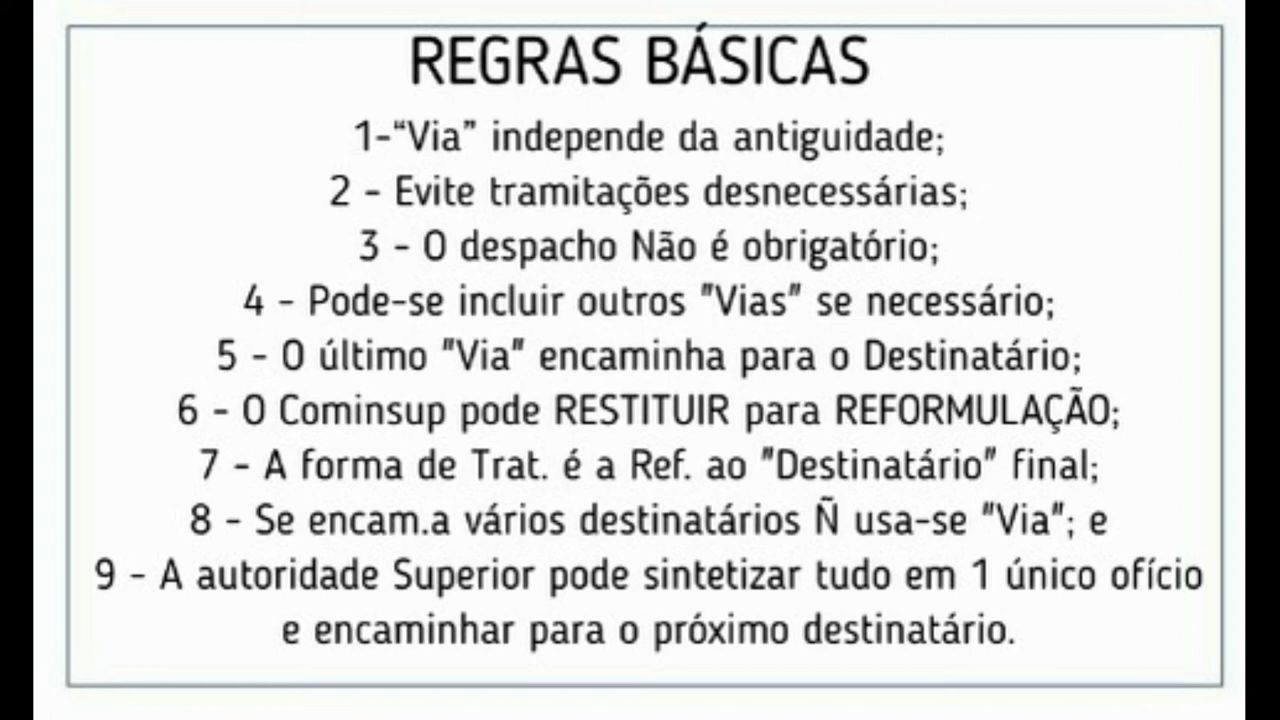 REGRAS BÁSICAS
1-“Via” independe da antiguidade;
2 - Evite tramitações desnecessárias;
3 - O despacho Não é obrigatório;
4 - Pode-se incluir outros "Vias" se necessário;
5 - O último "Via" encaminha para o Destinatário;
6 - O Cominsup pode RESTITUIR para REFORMULAÇÃO;
7 - A forma de Trat. é a Ref. ao "Destinatário" final;
8 - Se encam.a vários destinatários Ñ usa-se "Via"; e
9 - A autoridade Superior pode sintetizar tudo em 1 único ofício
e encaminhar para o próximo destinatário.